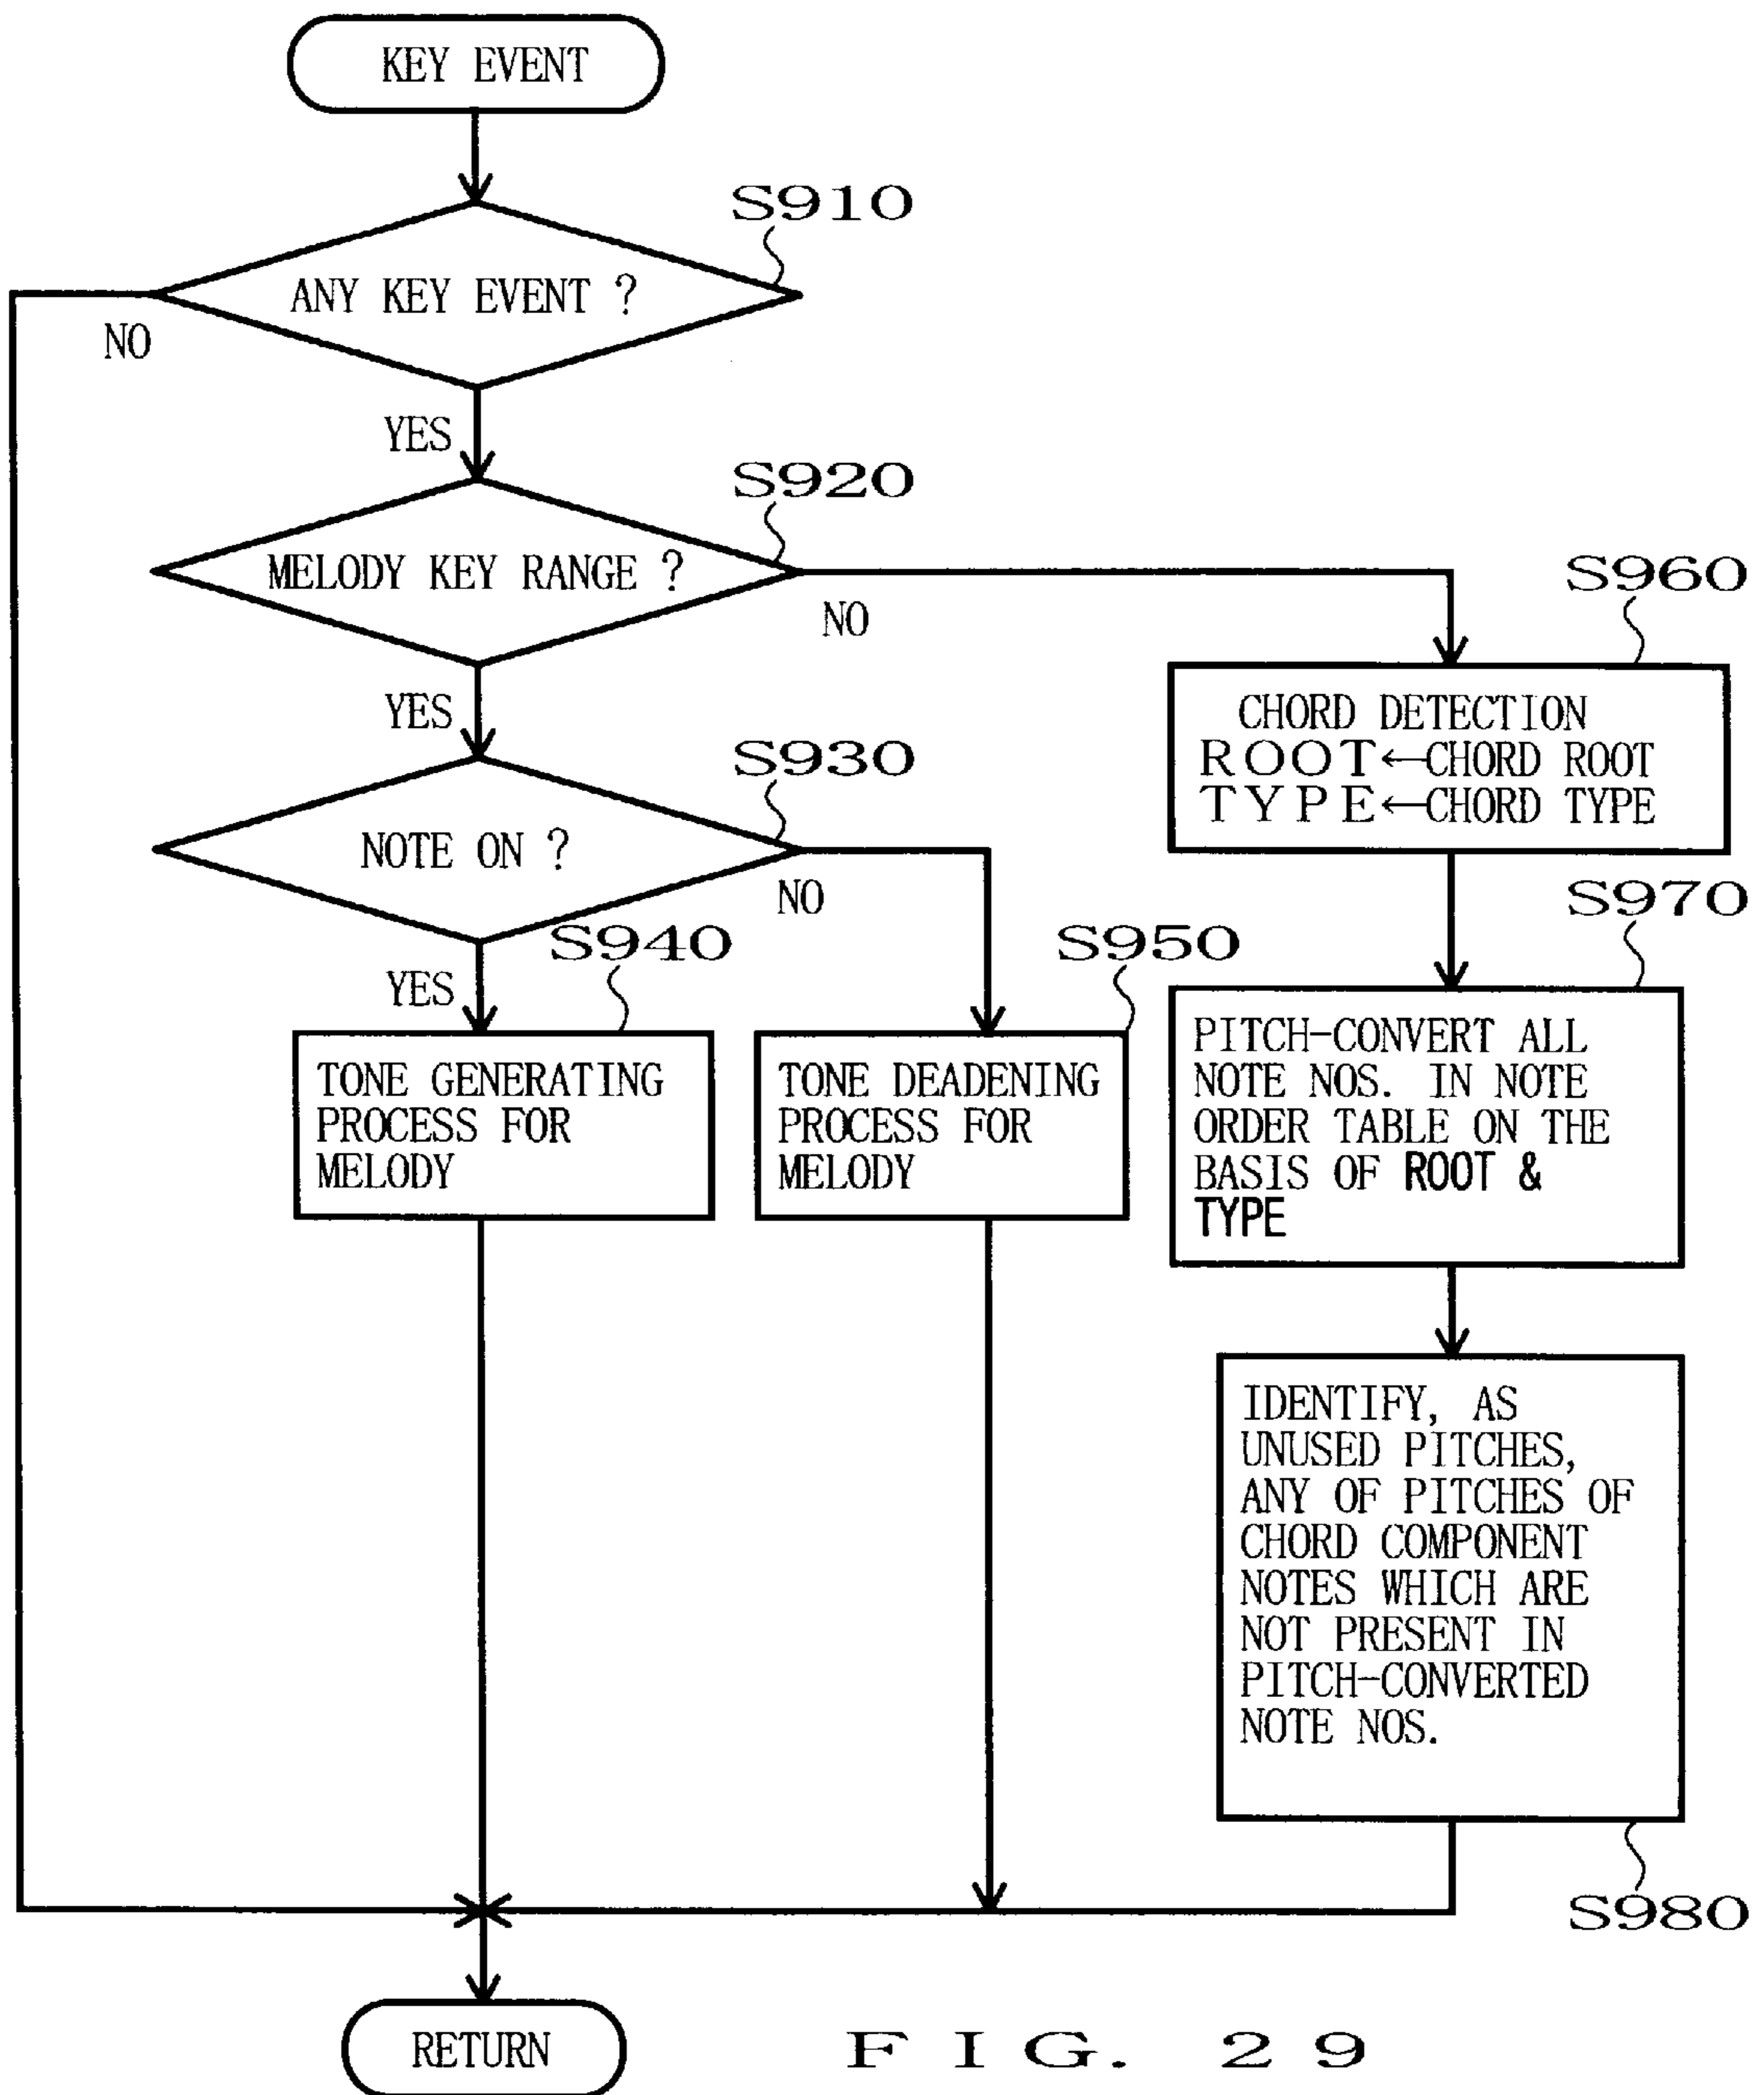 KEY EVENT
S910
ANY KEY EVENT ?
NO
YES
S920
MELODY KEY RANGE ?
NO
YES
S930
NOTE ON ?
NO
YES
S940
TONE GENERATING
PROCESS FOR
MELODY
S950
TONE DEADENING
PROCESS FOR
MELODY
S960
CHORD DETECTION
ROOT←CHORD ROOT
TYPE←CHORD TYPE
S970
PITCH-CONVERT ALL
NOTE NOS. IN NOTE
ORDER TABLE ON THE
BASIS OF ROOT &
TYPE
IDENTIFY, AS
UNUSED PITCHES,
ANY OF PITCHES OF
CHORD COMPONENT
NOTES WHICH ARE
NOT PRESENT IN
PITCH-CONVERTED
NOTE NOS.
S980
RETURN
FIG. 29